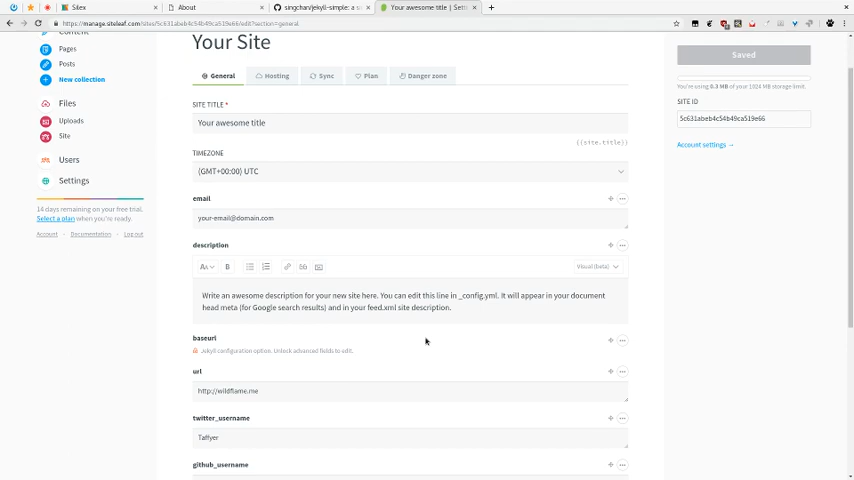 Silex
About
singchan/jekyll-simple: a s
Your awesome title | Sett
https://manage.siteleaf.com/sites/5c631abeb4c54b49ca519e66/edit?section=general
Content
Pages
Posts
New collection
Files
Uploads
Site
Users
Settings
14 days remaining on your free trial.
Select a plan when you're ready.
Account · Documentation · Log out
Your Site
General
Hosting
Sync
Plan
Danger zone
SITE TITLE *
Your awesome title
{{site.title}}
TIMEZONE
(GMT+00:00) UTC
email
your-email@domain.com
description
Visual (beta)
Write an awesome description for your new site here. You can edit this line in _config.yml. It will appear in your document
head meta (for Google search results) and in your feed.xml site description.
baseurl
Jekyll configuration option. Unlock advanced fields to edit.
url
http://wildflame.me
twitter_username
Taffyer
github_username
Saved
You're using 0.3 MB of your 1024 MB storage limit.
SITE ID
5c631abeb4c54b49ca519e66
Account settings →